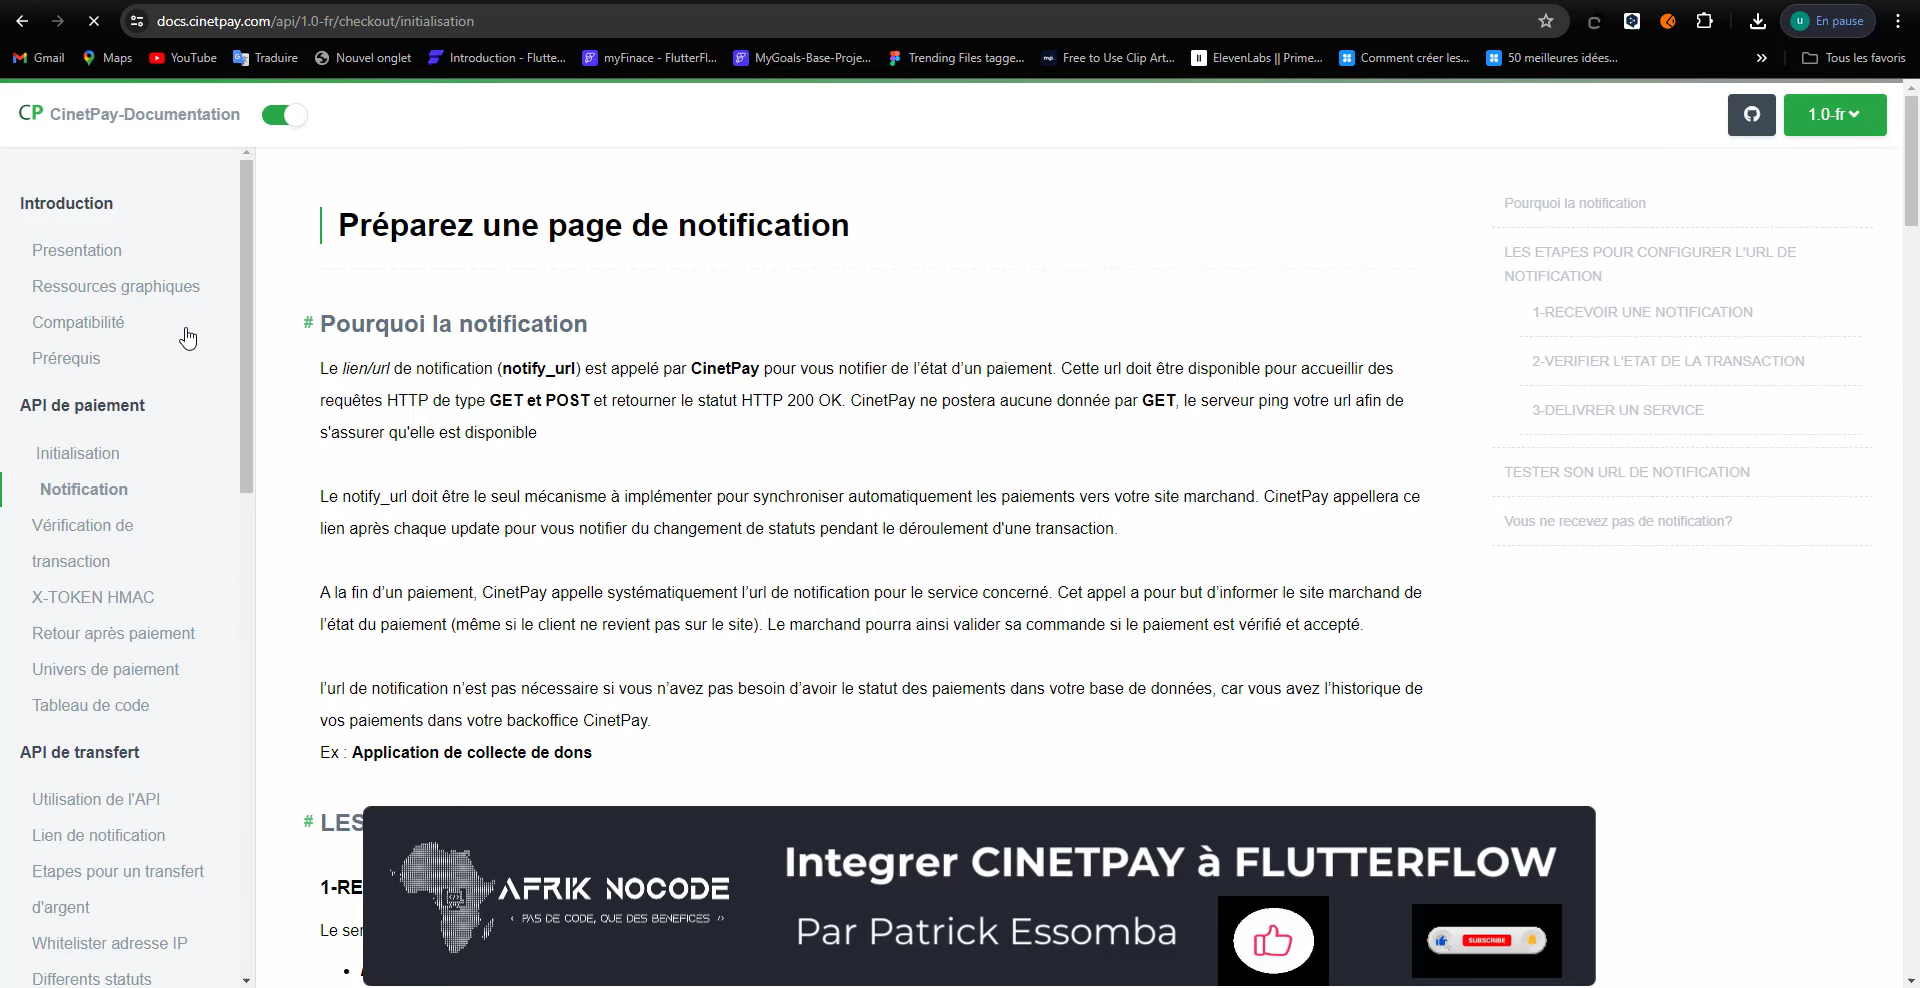 docs.cinetpay.com/api/1.0-fr/checkout/initialisation
u En pause
Gmail Maps YouTube Traduire Nouvel onglet Introduction - Flutte... myFinace - FlutterFl... MyGoals-Base-Proje... Trending Files tagge... Free to Use Clip Art... ElevenLabs || Prime... Comment créer les... 50 meilleures idées... » Tous les favoris
CP CinetPay-Documentation
1.0-fr
Introduction
Presentation
Ressources graphiques
Compatibilité
Prérequis
API de paiement
Initialisation
Notification
Vérification de
transaction
X-TOKEN HMAC
Retour après paiement
Univers de paiement
Tableau de code
API de transfert
Utilisation de l'API
Lien de notification
Etapes pour un transfert
d'argent
Whitelister adresse IP
Differents statuts
Préparez une page de notification
# Pourquoi la notification
Le lien/url de notification (notify_url) est appelé par CinetPay pour vous notifier de l'état d'un paiement. Cette url doit être disponible pour accueillir des
requêtes HTTP de type GET et POST et retourner le statut HTTP 200 OK. CinetPay ne postera aucune donnée par GET, le serveur ping votre url afin de
s'assurer qu'elle est disponible
Le notify_url doit être le seul mécanisme à implémenter pour synchroniser automatiquement les paiements vers votre site marchand. CinetPay appellera ce
lien après chaque update pour vous notifier du changement de statuts pendant le déroulement d'une transaction.
A la fin d'un paiement, CinetPay appelle systématiquement l'url de notification pour le service concerné. Cet appel a pour but d'informer le site marchand de
l'état du paiement (même si le client ne revient pas sur le site). Le marchand pourra ainsi valider sa commande si le paiement est vérifié et accepté.
l'url de notification n'est pas nécessaire si vous n'avez pas besoin d'avoir le statut des paiements dans votre base de données, car vous avez l'historique de
vos paiements dans votre backoffice CinetPay.
Ex : Application de collecte de dons
# LES
1-RE
Le ser
Pourquoi la notification
LES ETAPES POUR CONFIGURER L'URL DE
NOTIFICATION
1-RECEVOIR UNE NOTIFICATION
2-VERIFIER L'ETAT DE LA TRANSACTION
3-DELIVRER UN SERVICE
TESTER SON URL DE NOTIFICATION
Vous ne recevez pas de notification?
AFRIK NOCODE
‹ PAS DE CODE, QUE DES BENEFICES />
Integrer CINETPAY à FLUTTERFLOW
Par Patrick Essomba
SUBSCRIBE